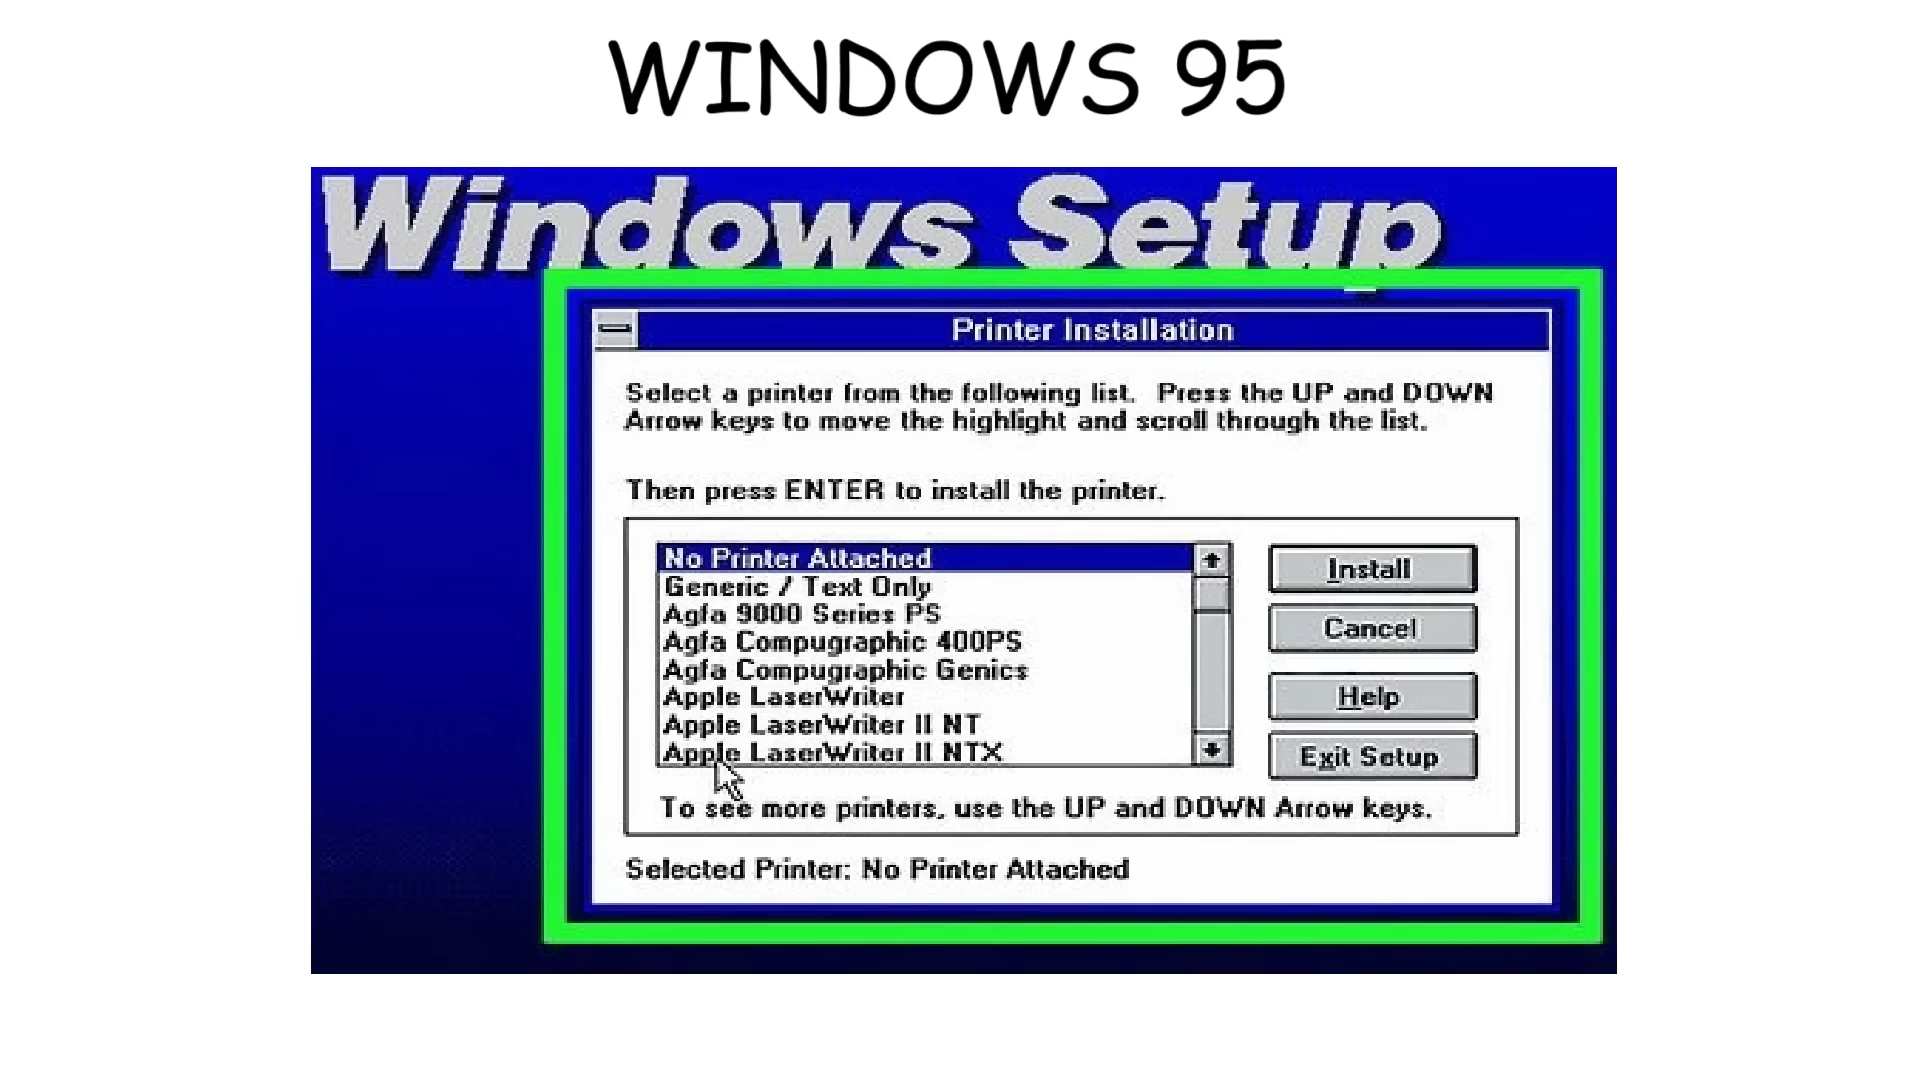 WINDOWS 95
Windows Setup
Printer Installation
Select a printer from the following list. Press the UP and DOWN
Arrow keys to move the highlight and scroll through the list.
Then press ENTER to install the printer.
No Printer Attached
Generic / Text Only
Agfa 9000 Series PS
Agfa Compugraphic 400PS
Agfa Compugraphic Genics
Apple LaserWriter
Apple LaserWriter II NT
Apple LaserWriter II NTX
Install
Cancel
Help
Exit Setup
To see more printers, use the UP and DOWN Arrow keys.
Selected Printer: No Printer Attached